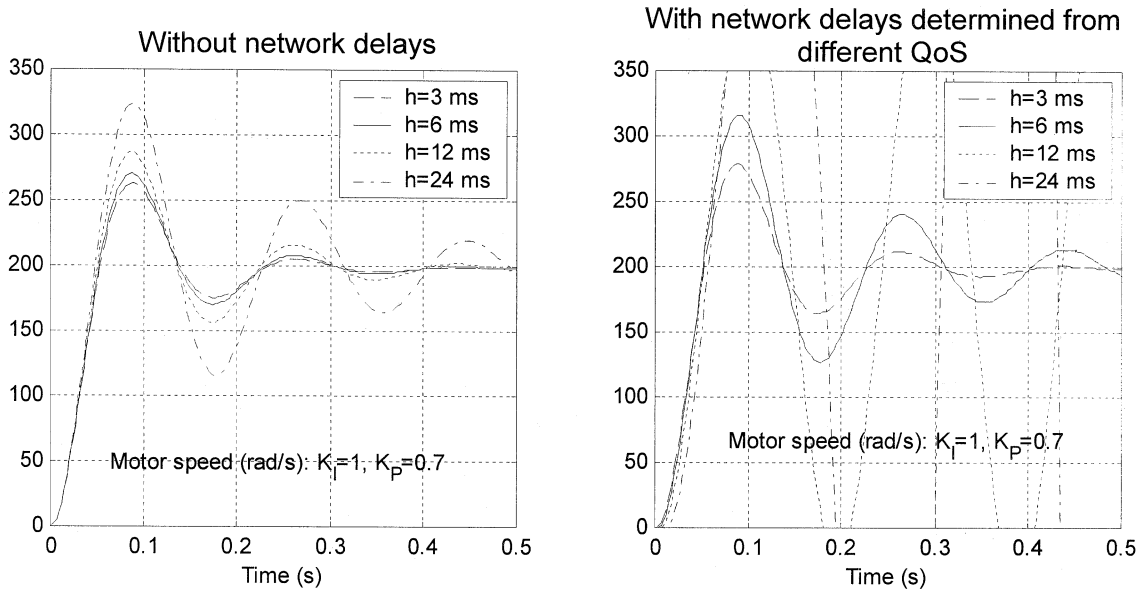 Without network delays
350
300
250
200
150
100
50
0
h=3 ms
h=6 ms
h=12 ms
h=24 ms
Motor speed (rad/s): K_I=1, K_P=0.7
0 0.1 0.2 0.3 0.4 0.5
Time (s)
With network delays determined from
different QoS
350
300
250
200
150
100
50
0
h=3 ms
h=6 ms
h=12 ms
h=24 ms
Motor speed (rad/s): K_I=1, K_P=0.7
0 0.1 0.2 0.3 0.4 0.5
Time (s)